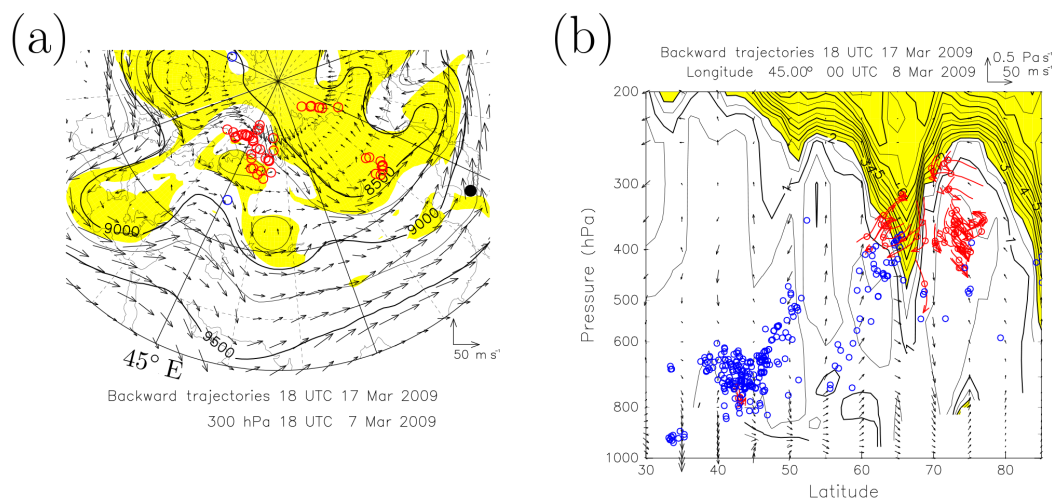 (a)
9000
8500
9000
9500
45° E
50 m s⁻¹
Backward trajectories 18 UTC 17 Mar 2009
300 hPa 18 UTC 7 Mar 2009
(b)
Backward trajectories 18 UTC 17 Mar 2009
Longitude 45.00° 00 UTC 8 Mar 2009
0.5 Pa s⁻¹
50 m s⁻¹
Pressure (hPa)
200
300
400
500
600
800
1000
30 40 50 60 70 80
Latitude